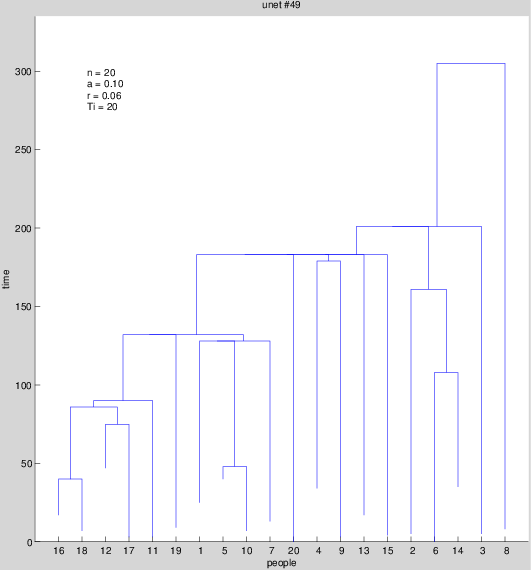 unet #49
n = 20
a = 0.10
r = 0.06
Ti = 20
300
250
200
150
100
50
0
time
16 18 12 17 11 19 1 5 10 7 20 4 9 13 15 2 6 14 3 8
people